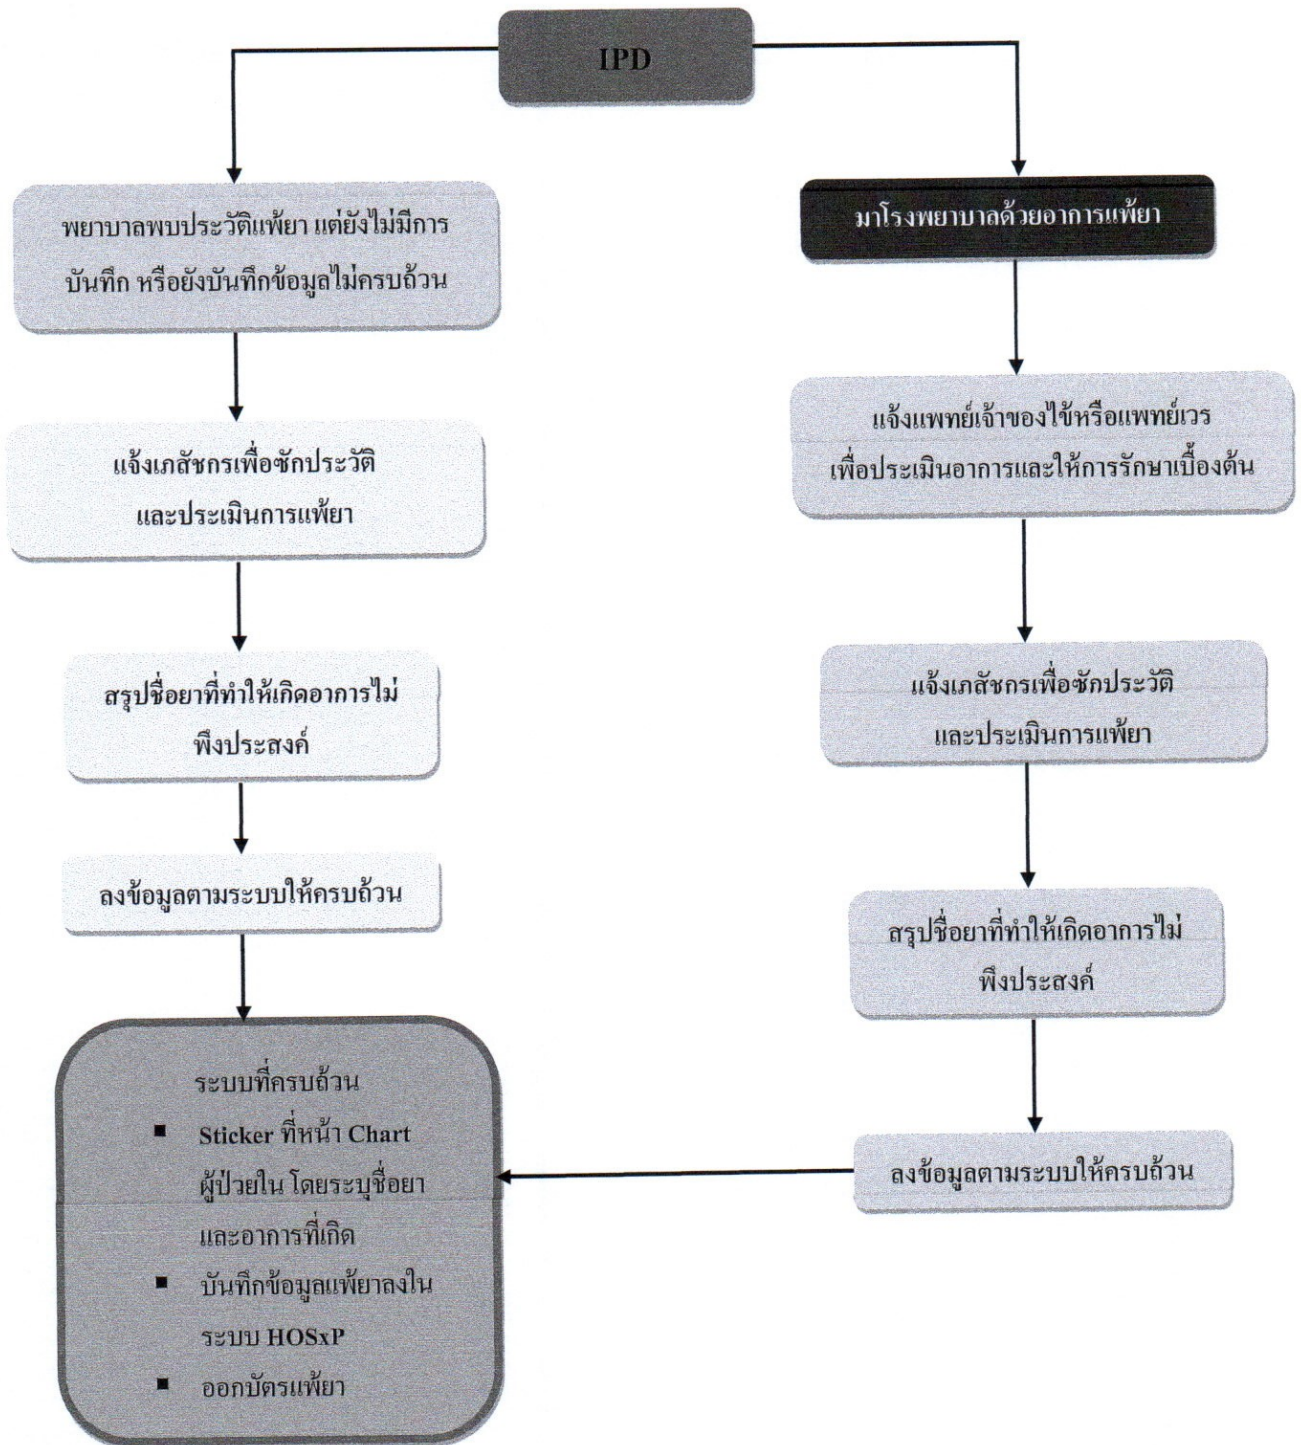 IPD
พยาบาลพบประวัติแพ้ยา แต่ยังไม่มีการ
บันทึก หรือยังบันทึกข้อมูลไม่ครบถ้วน
แจ้งเภสัชกรเพื่อซักประวัติ
และประเมินการแพ้ยา
สรุปชื่อยาที่ทำให้เกิดอาการไม่
พึงประสงค์
ลงข้อมูลตามระบบให้ครบถ้วน
ระบบที่ครบถ้วน
▪ Sticker ที่หน้า Chart
ผู้ป่วยใน โดยระบุชื่อยา
และอาการที่เกิด
▪ บันทึกข้อมูลแพ้ยาลงใน
ระบบ HOSxP
▪ ออกบัตรแพ้ยา
มาโรงพยาบาลด้วยอาการแพ้ยา
แจ้งแพทย์เจ้าของไข้หรือแพทย์เวร
เพื่อประเมินอาการและให้การรักษาเบื้องต้น
แจ้งเภสัชกรเพื่อซักประวัติ
และประเมินการแพ้ยา
สรุปชื่อยาที่ทำให้เกิดอาการไม่
พึงประสงค์
ลงข้อมูลตามระบบให้ครบถ้วน